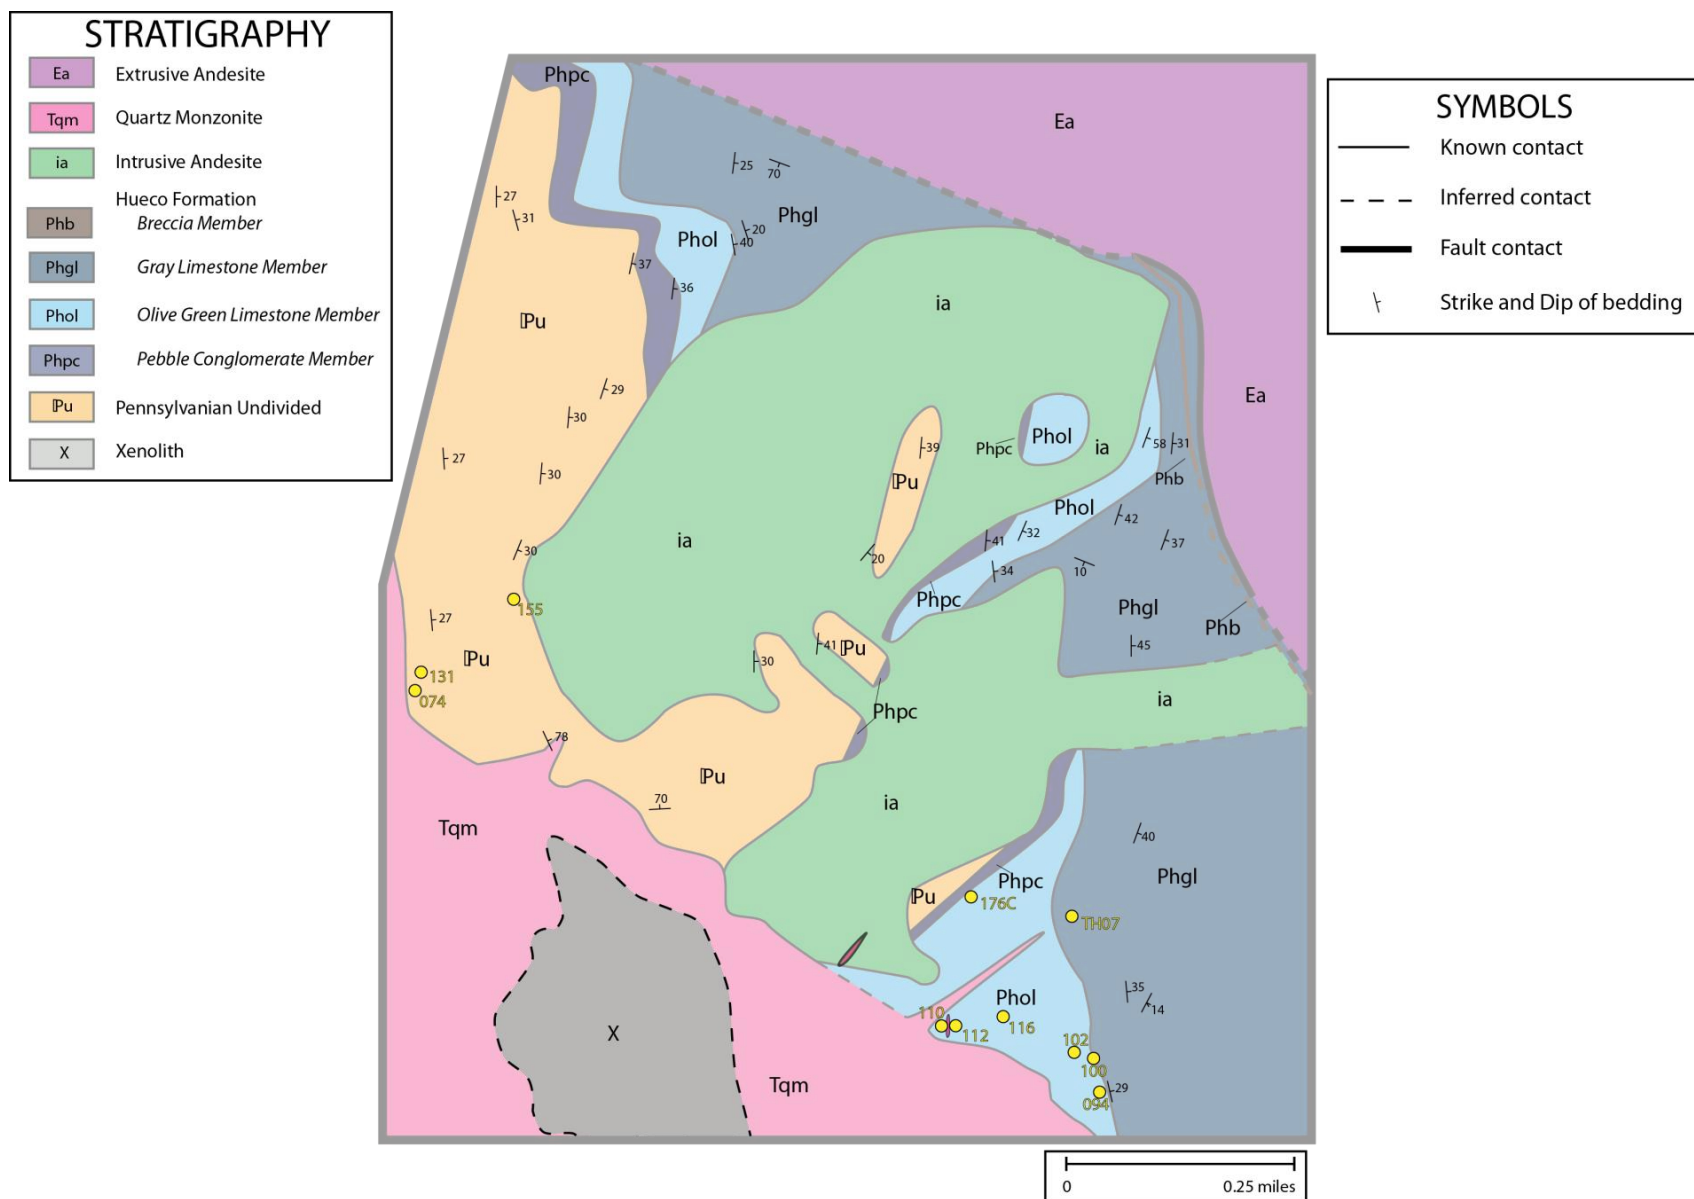 STRATIGRAPHY
Ea Extrusive Andesite
Tqm Quartz Monzonite
ia Intrusive Andesite
Hueco Formation
Phb Breccia Member
Phgl Gray Limestone Member
Phol Olive Green Limestone Member
Phpc Pebble Conglomerate Member
ℙu Pennsylvanian Undivided
X Xenolith
SYMBOLS
Known contact
Inferred contact
Fault contact
Strike and Dip of bedding
Phpc
Ea
25
70
27
31
Phgl
20
40
Phol
37
36
ia
ℙu
29
30
Ea
27
30
39
Phpc
Phol
ia
58
31
Phb
ℙu
Phol
42
30
ia
20
41
32
37
34
10
155
Phpc
Phgl
27
Phb
ℙu
30
41
ℙu
45
131
074
Phpc
ia
78
ℙu
70
ia
Tqm
40
Phpc
Phgl
ℙu
176C
TH07
35
14
Phol
110
112
116
X
102
100
Tqm
29
094
0 0.25 miles